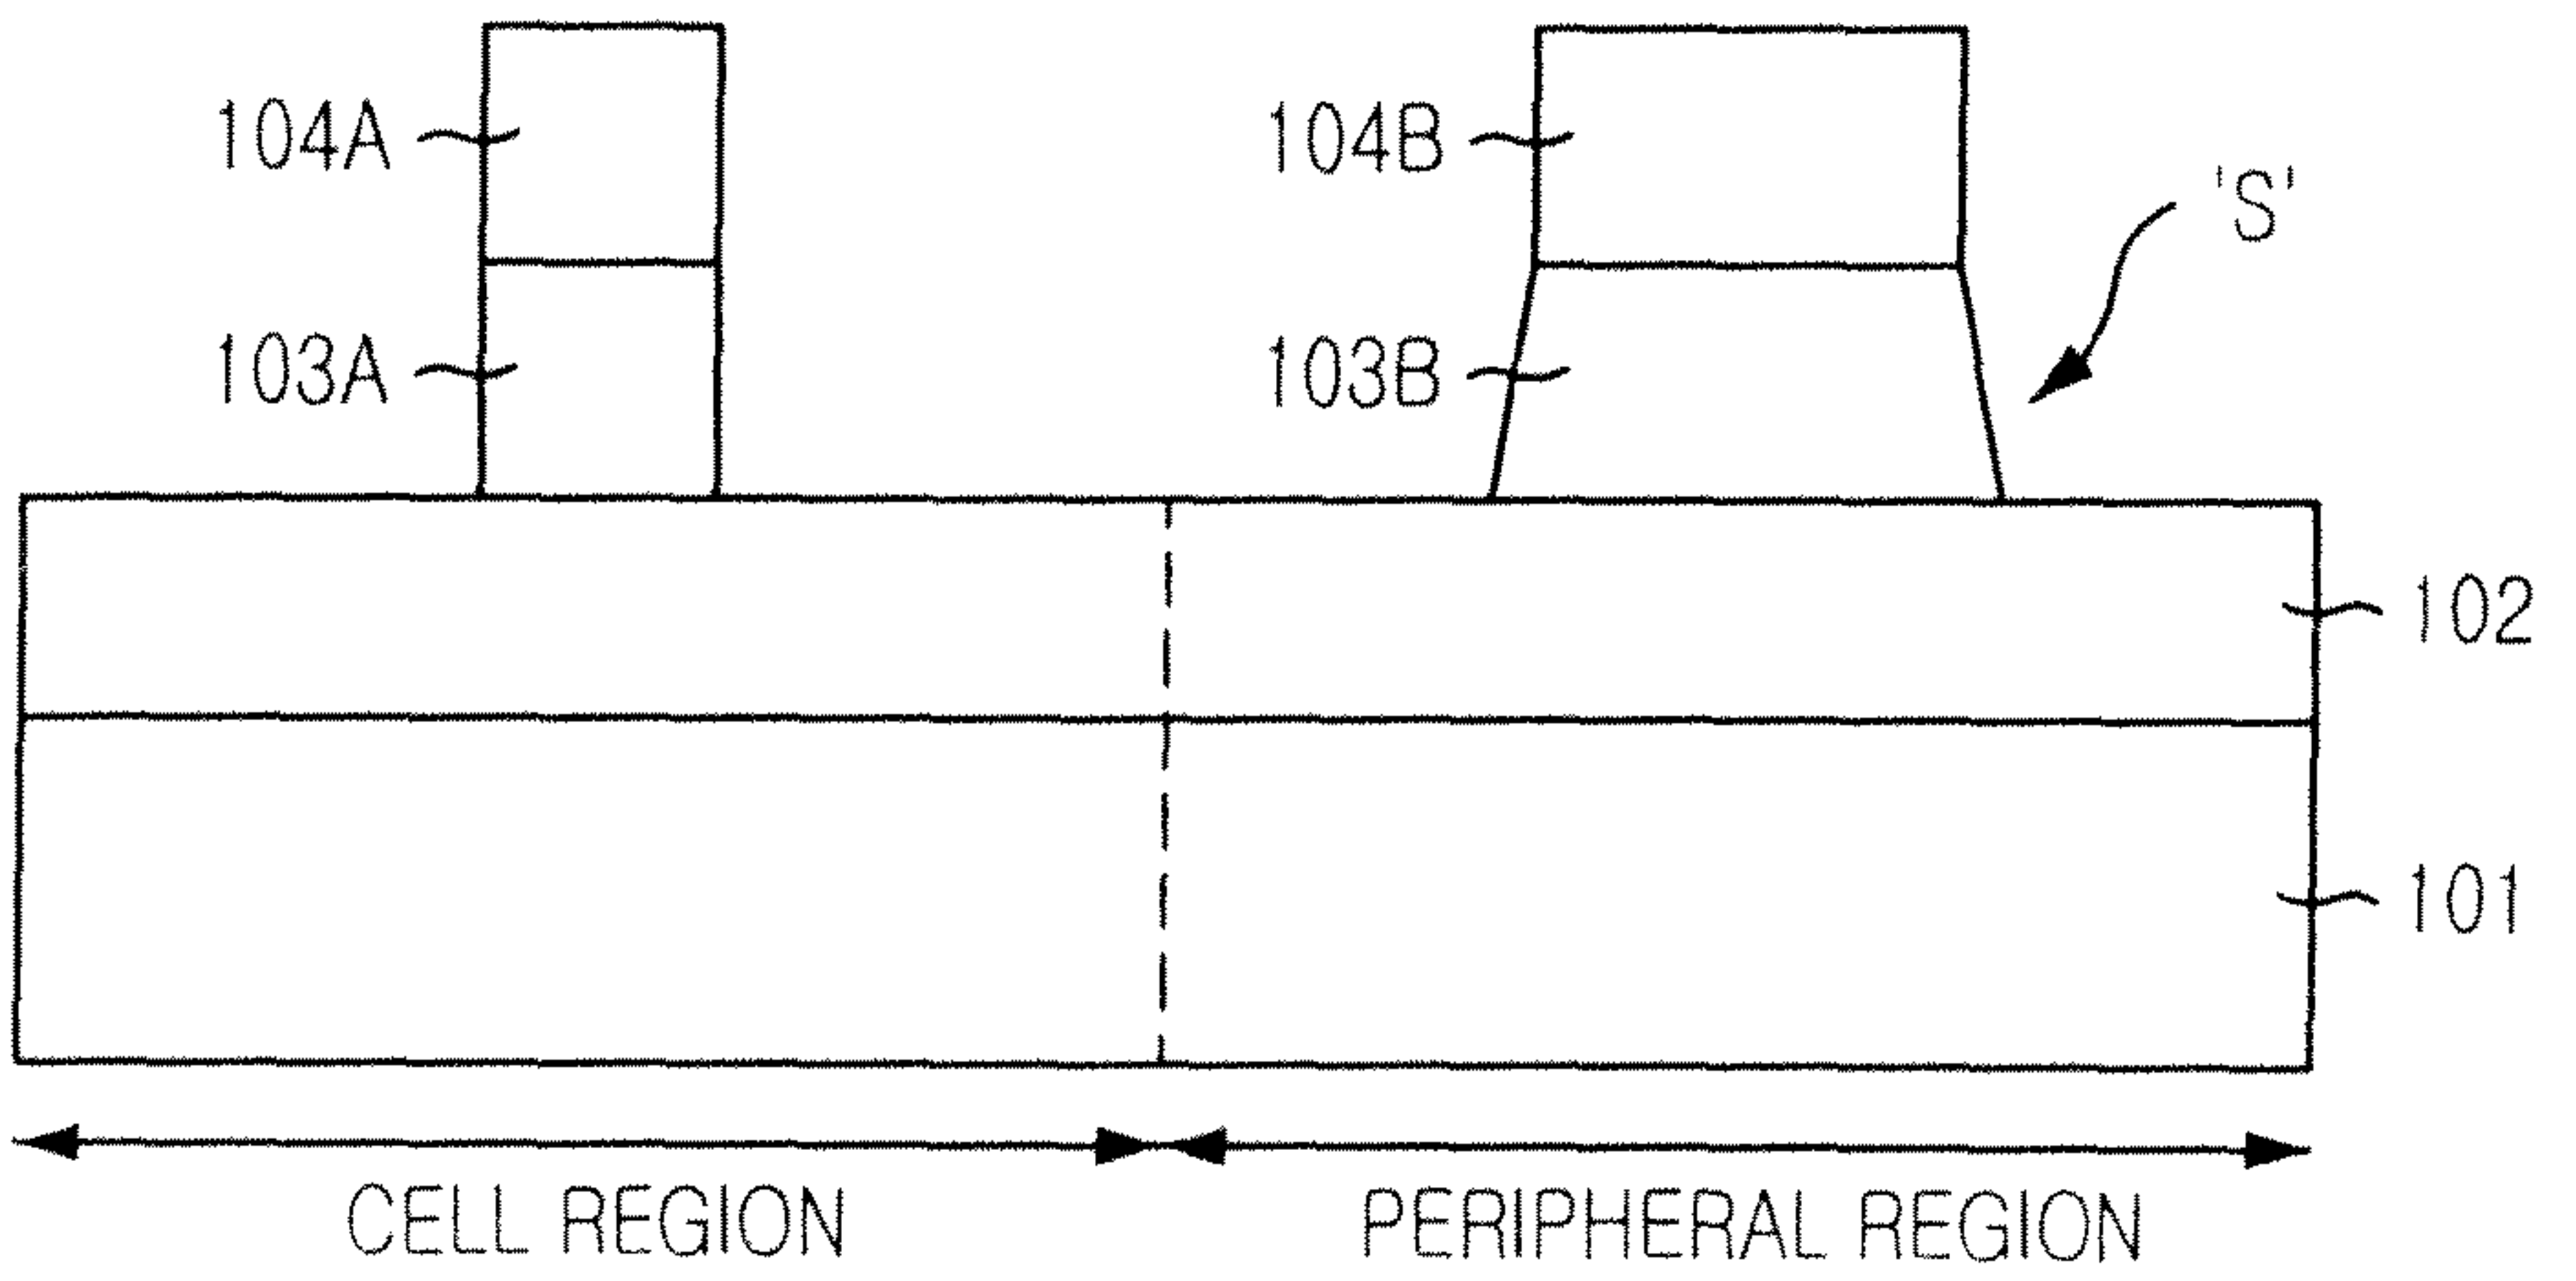 104A
104B
'S'
103A
103B
102
101
CELL REGION
PERIPHERAL REGION